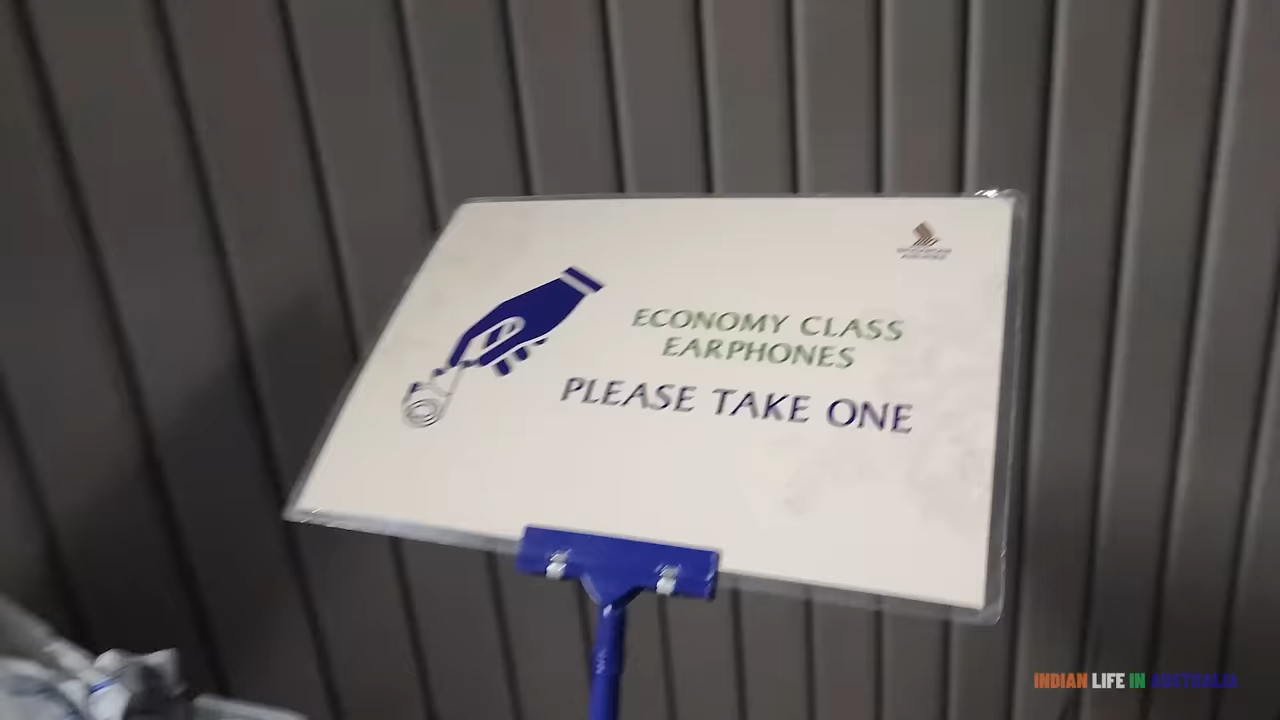 ECONOMY CLASS
EARPHONES
PLEASE TAKE ONE
INDIAN LIFE IN AUSTRALIA